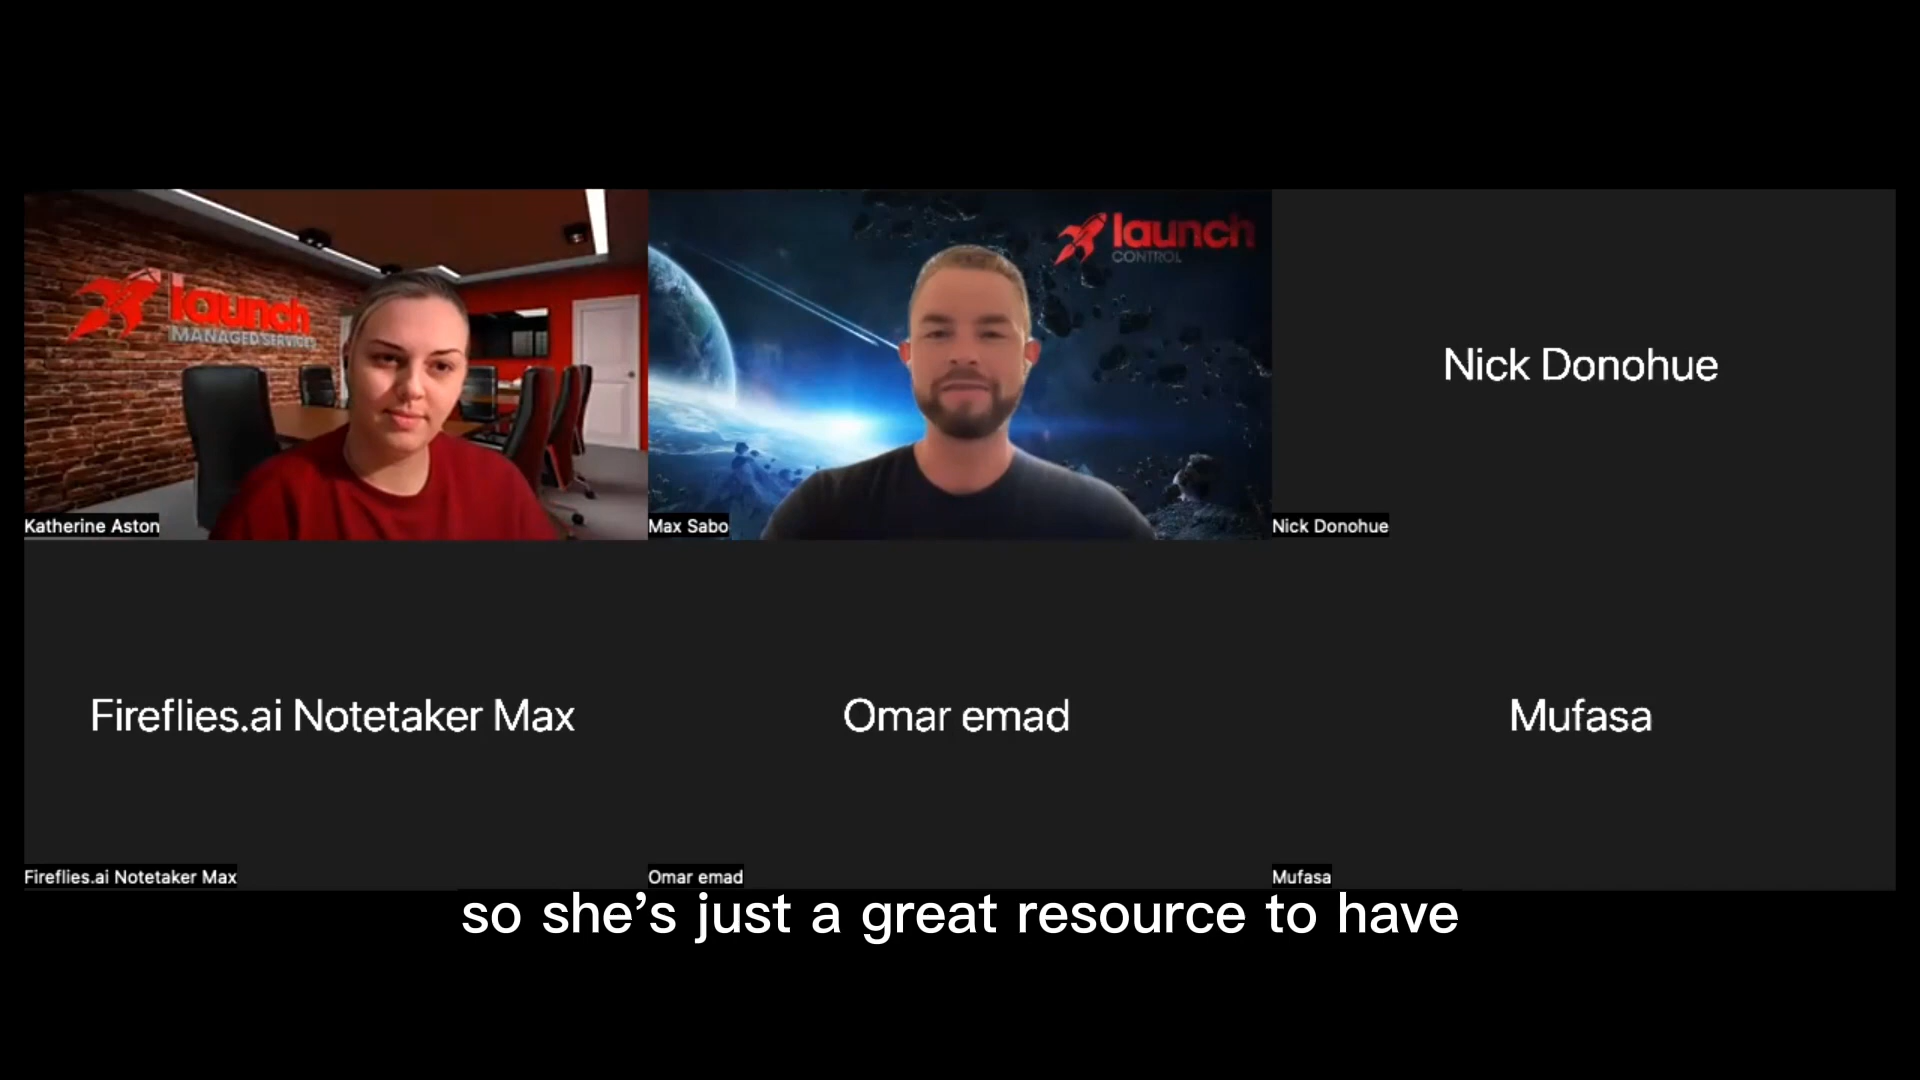 launch
MANAGED SERVICES
Katherine Aston
launch
CONTROL
Max Sabo
Nick Donohue
Nick Donohue
Fireflies.ai Notetaker Max
Fireflies.ai Notetaker Max
Omar emad
Omar emad
Mufasa
Mufasa
so she's just a great resource to have